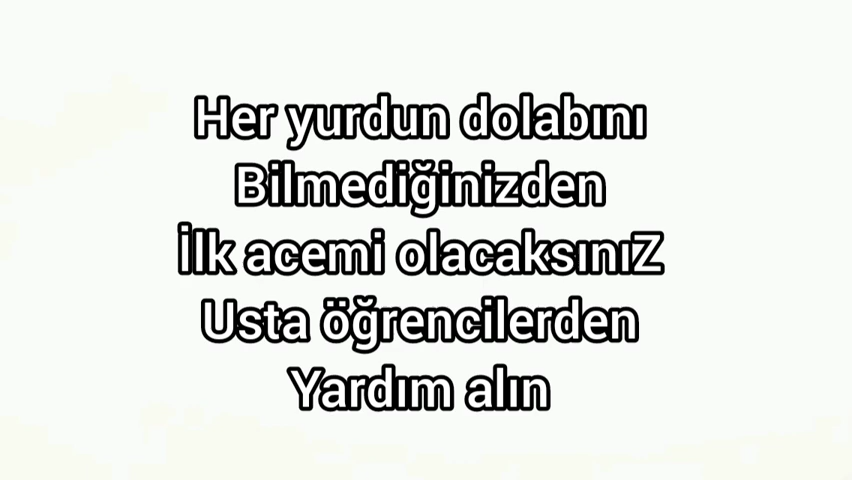 Her yurdun dolabını
Bilmediğinizden
İlk acemi olacaksınıZ
Usta öğrencilerden
Yardım alın